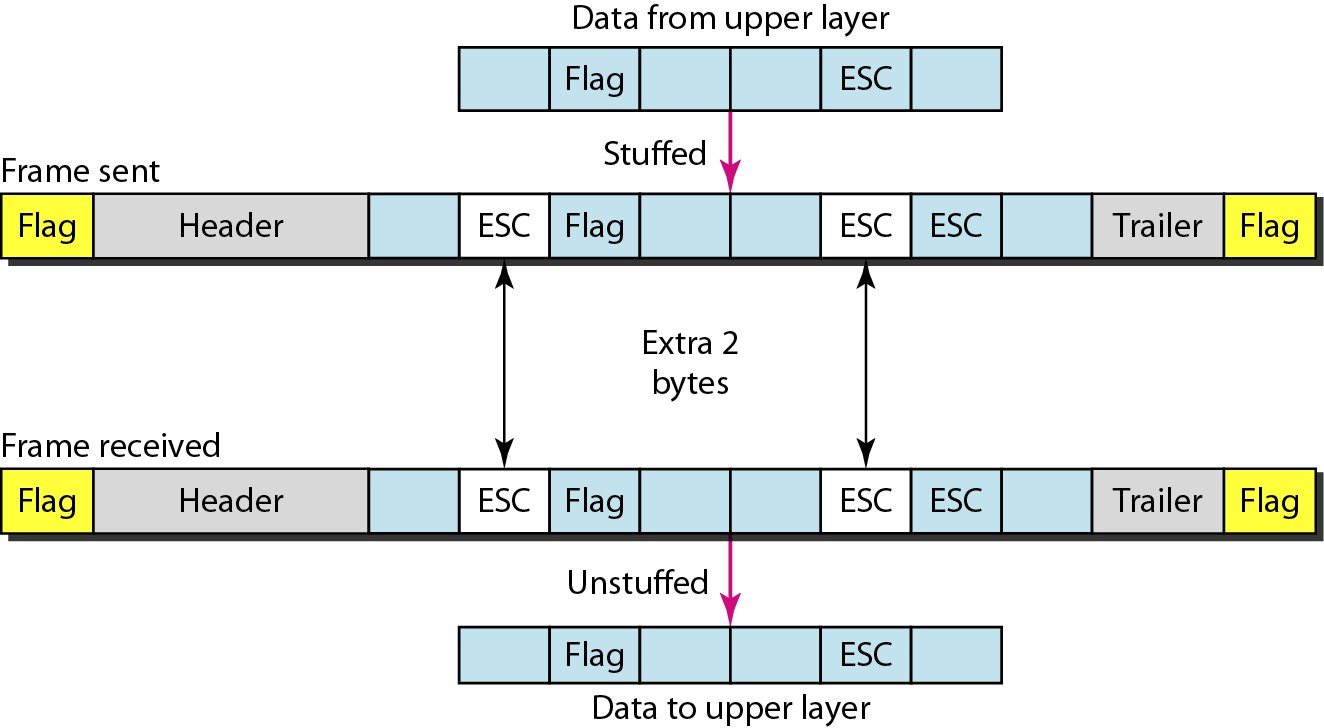 Data from upper layer
Flag ESC
Stuffed
Frame sent
Flag Header ESC Flag ESC ESC Trailer Flag
Extra 2
bytes
Frame received
Flag Header ESC Flag ESC ESC Trailer Flag
Unstuffed
Flag ESC
Data to upper layer